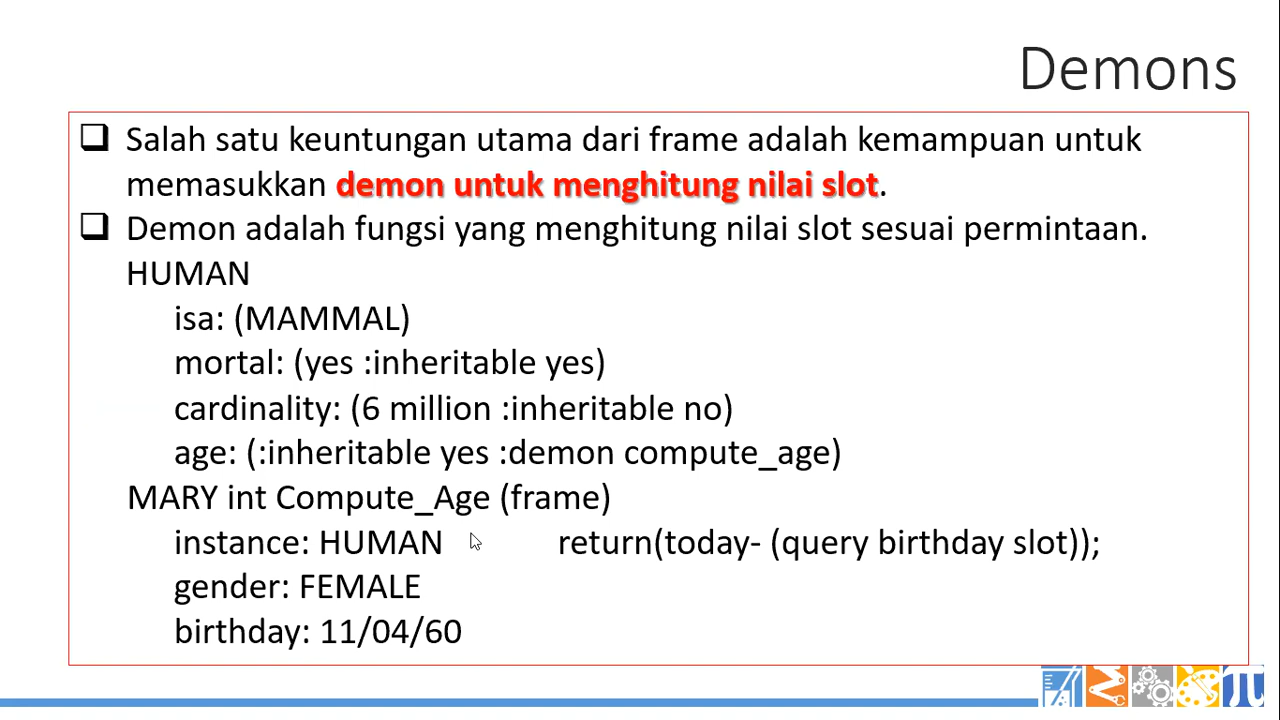 Demons
Salah satu keuntungan utama dari frame adalah kemampuan untuk
memasukkan demon untuk menghitung nilai slot.
Demon adalah fungsi yang menghitung nilai slot sesuai permintaan.
HUMAN
isa: (MAMMAL)
mortal: (yes :inheritable yes)
cardinality: (6 million :inheritable no)
age: (:inheritable yes :demon compute_age)
MARY int Compute_Age (frame)
instance: HUMAN return(today- (query birthday slot));
gender: FEMALE
birthday: 11/04/60